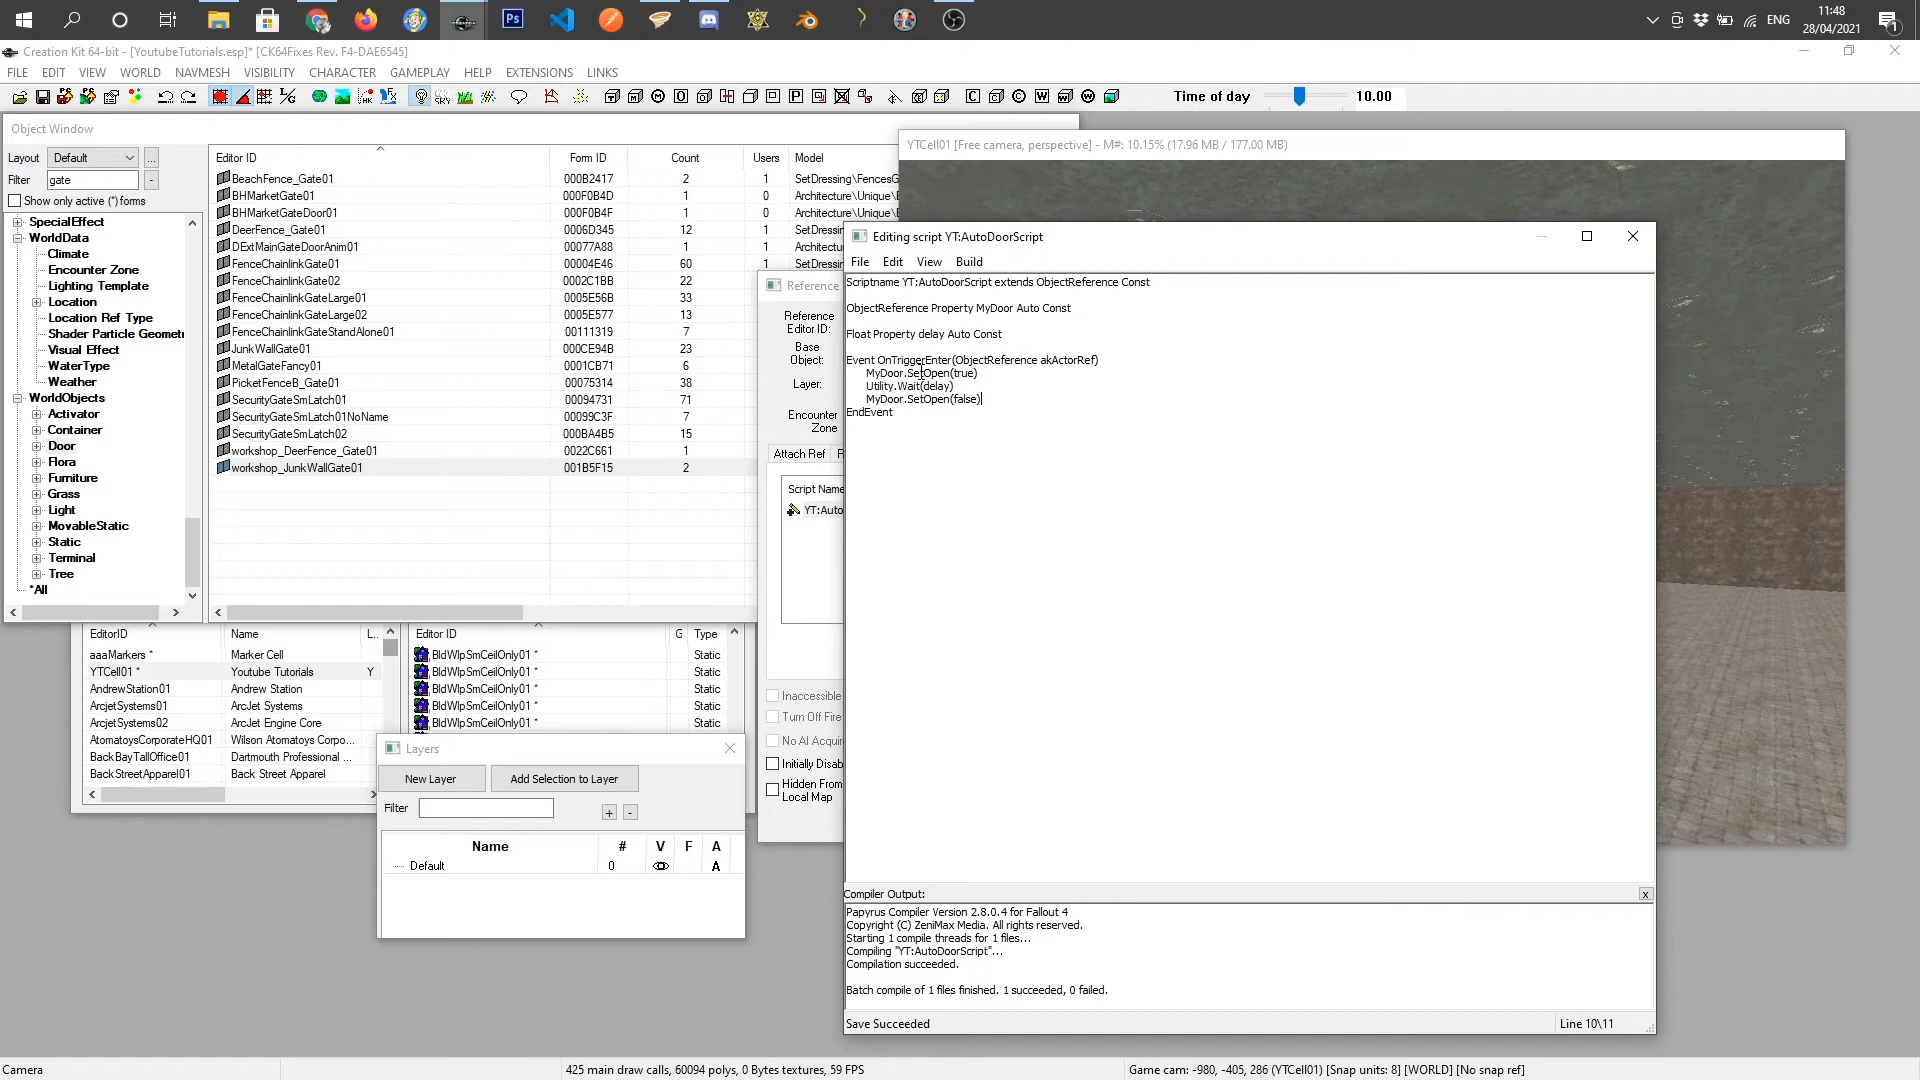 11:48
ENG
28/04/2021
1
Creation Kit 64-bit - [YoutubeTutorials.esp]* [CK64Fixes Rev. F4-DAE6545]
FILE EDIT VIEW WORLD NAVMESH VISIBILITY CHARACTER GAMEPLAY HELP EXTENSIONS LINKS
Time of day 10.00
Object Window
Layout Default ...
Filter gate -
Show only active (*) forms
SpecialEffect
WorldData
Climate
Encounter Zone
Lighting Template
Location
Location Ref Type
Shader Particle Geometr
Visual Effect
WaterType
Weather
WorldObjects
Activator
Container
Door
Flora
Furniture
Grass
Light
MovableStatic
Static
Terminal
Tree
*All
Editor ID Form ID Count Users Model
BeachFence_Gate01 000B2417 2 1 SetDressing\FencesG
BHMarketGate01 000F0B4D 1 0 Architecture\Unique\E
BHMarketGateDoor01 000F0B4F 1 0 Architecture\Unique\E
DeerFence_Gate01 0006D345 12 1 SetDressin
DExtMainGateDoorAnim01 00077A88 1 1 Architectu
FenceChainlinkGate01 00004E46 60 1 SetDressin
FenceChainlinkGate02 0002C1BB 22
FenceChainlinkGateLarge01 0005E56B 33
FenceChainlinkGateLarge02 0005E577 13
FenceChainlinkGateStandAlone01 00111319 7
JunkWallGate01 000CE94B 23
MetalGateFancy01 0001CB71 6
PicketFenceB_Gate01 00075314 38
SecurityGateSmLatch01 00094731 71
SecurityGateSmLatch01NoName 00099C3F 7
SecurityGateSmLatch02 000BA4B5 15
workshop_DeerFence_Gate01 0022C661 1
workshop_JunkWallGate01 001B5F15 2
EditorID Name L..
aaaMarkers * Marker Cell
YTCell01 * Youtube Tutorials Y
AndrewStation01 Andrew Station
ArcjetSystems01 ArcJet Systems
ArcjetSystems02 ArcJet Engine Core
AtomatoysCorporateHQ01 Wilson Atomatoys Corpo...
BackBayTallOffice01 Dartmouth Professional ...
BackStreetApparel01 Back Street Apparel
Editor ID G Type
BldWlpSmCeilOnly01 * Static
BldWlpSmCeilOnly01 * Static
BldWlpSmCeilOnly01 * Static
BldWlpSmCeilOnly01 * Static
BldWlpSmCeilOnly01 * Static
Layers
New Layer Add Selection to Layer
Filter + -
Name # V F A
Default 0 A
YTCell01 [Free camera, perspective] - M#: 10.15% (17.96 MB / 177.00 MB)
Reference
Reference
Editor ID:
Base
Object:
Layer:
Encounter
Zone
Attach Ref R
Script Name
YT:Auto
Inaccessible
Turn Off Fire
No AI Acquir
Initially Disab
Hidden From
Local Map
Editing script YT:AutoDoorScript
File Edit View Build
Scriptname YT:AutoDoorScript extends ObjectReference Const
ObjectReference Property MyDoor Auto Const
Float Property delay Auto Const
Event OnTriggerEnter(ObjectReference akActorRef)
MyDoor.SetOpen(true)
Utility.Wait(delay)
MyDoor.SetOpen(false)
EndEvent
Compiler Output: x
Papyrus Compiler Version 2.8.0.4 for Fallout 4
Copyright (C) ZeniMax Media. All rights reserved.
Starting 1 compile threads for 1 files...
Compiling "YT:AutoDoorScript"...
Compilation succeeded.
Batch compile of 1 files finished. 1 succeeded, 0 failed.
Save Succeeded Line 10\11
Camera 425 main draw calls, 60094 polys, 0 Bytes textures, 59 FPS Game cam: -980, -405, 286 (YTCell01) [Snap units: 8] [WORLD] [No snap ref]